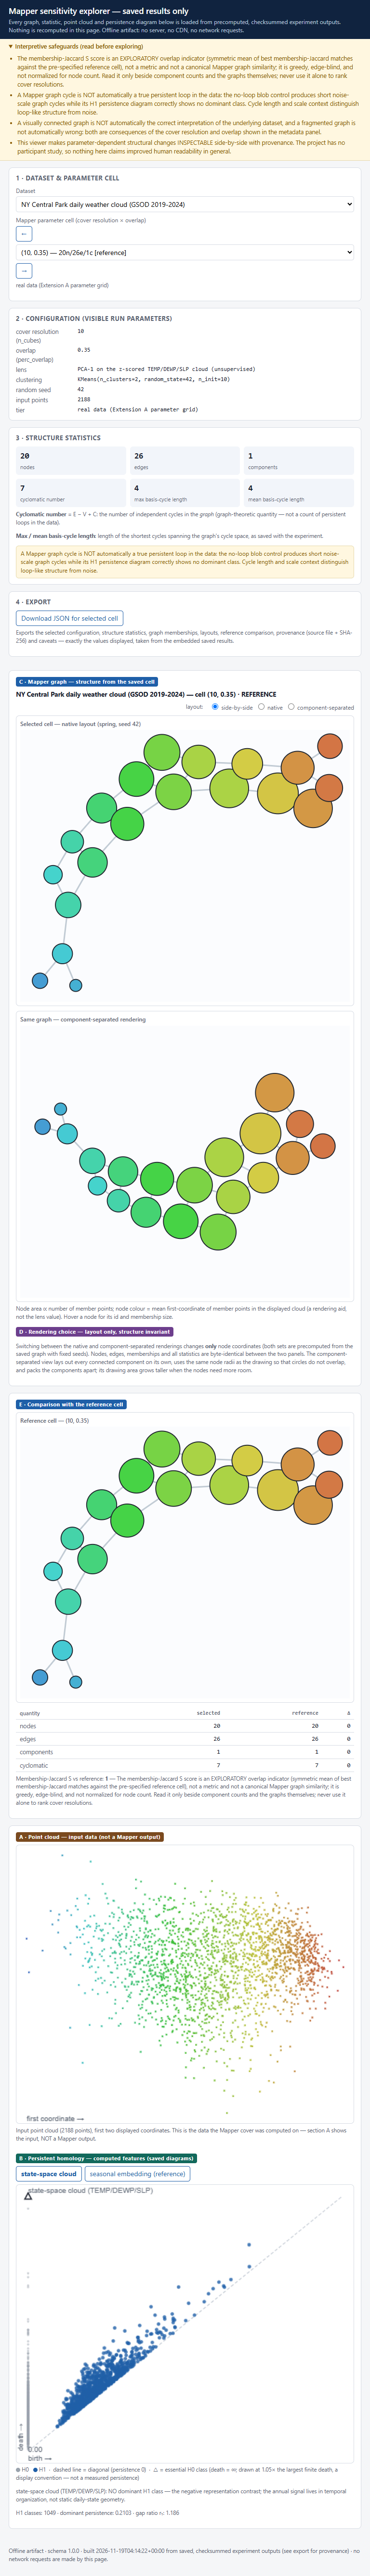 Mapper sensitivity explorer — saved results only
Every graph, statistic, point cloud and persistence diagram below is loaded from precomputed, checksummed experiment outputs.
Nothing is recomputed in this page. Offline artifact: no server, no CDN, no network requests.
▾ Interpretive safeguards (read before exploring)
• The membership-Jaccard S score is an EXPLORATORY overlap indicator (symmetric mean of best membership-Jaccard matches
against the pre-specified reference cell), not a metric and not a canonical Mapper graph similarity; it is greedy, edge-blind, and
not normalized for node count. Read it only beside component counts and the graphs themselves; never use it alone to rank
cover resolutions.
• A Mapper graph cycle is NOT automatically a true persistent loop in the data: the no-loop blob control produces short noise-
scale graph cycles while its H1 persistence diagram correctly shows no dominant class. Cycle length and scale context distinguish
loop-like structure from noise.
• A visually connected graph is NOT automatically the correct interpretation of the underlying dataset, and a fragmented graph is
not automatically wrong: both are consequences of the cover resolution and overlap shown in the metadata panel.
• This viewer makes parameter-dependent structural changes INSPECTABLE side-by-side with provenance. The project has no
participant study, so nothing here claims improved human readability in general.
1 · DATASET & PARAMETER CELL
Dataset
NY Central Park daily weather cloud (GSOD 2019-2024)
Mapper parameter cell (cover resolution × overlap)
←
(10, 0.35) — 20n/26e/1c [reference]
→
real data (Extension A parameter grid)
2 · CONFIGURATION (VISIBLE RUN PARAMETERS)
cover resolution 10
(n_cubes)
overlap 0.35
(perc_overlap)
lens PCA-1 on the z-scored TEMP/DEWP/SLP cloud (unsupervised)
clustering KMeans(n_clusters=2, random_state=42, n_init=10)
random seed 42
input points 2188
tier real data (Extension A parameter grid)
3 · STRUCTURE STATISTICS
20 26 1
nodes edges components
7 4 4
cyclomatic number max basis-cycle length mean basis-cycle length
Cyclomatic number = E − V + C: the number of independent cycles in the graph (graph-theoretic quantity — not a count of persistent
loops in the data).
Max / mean basis-cycle length: length of the shortest cycles spanning the graph's cycle space, as saved with the experiment.
A Mapper graph cycle is NOT automatically a true persistent loop in the data: the no-loop blob control produces short noise-
scale graph cycles while its H1 persistence diagram correctly shows no dominant class. Cycle length and scale context distinguish
loop-like structure from noise.
4 · EXPORT
Download JSON for selected cell
Exports the selected configuration, structure statistics, graph memberships, layouts, reference comparison, provenance (source file + SHA-
256) and caveats — exactly the values displayed, taken from the embedded saved results.
C · Mapper graph — structure from the saved cell
NY Central Park daily weather cloud (GSOD 2019-2024) — cell (10, 0.35) · REFERENCE
layout: side-by-side native component-separated
Selected cell — native layout (spring, seed 42)
Same graph — component-separated rendering
Node area ∝ number of member points; node colour = mean first-coordinate of member points in the displayed cloud (a rendering aid,
not the lens value). Hover a node for its id and membership size.
D · Rendering choice — layout only, structure invariant
Switching between the native and component-separated renderings changes only node coordinates (both sets are precomputed from the
saved graph with fixed seeds). Nodes, edges, memberships and all statistics are byte-identical between the two panels. The component-
separated view lays out every connected component on its own, uses the same node radii as the drawing so that circles do not overlap,
and packs the components apart; its drawing area grows taller when the nodes need more room.
E · Comparison with the reference cell
Reference cell — (10, 0.35)
quantity selected reference Δ
nodes 20 20 0
edges 26 26 0
components 1 1 0
cyclomatic 7 7 0
Membership-Jaccard S vs reference: 1 — The membership-Jaccard S score is an EXPLORATORY overlap indicator (symmetric mean of best
membership-Jaccard matches against the pre-specified reference cell), not a metric and not a canonical Mapper graph similarity; it is
greedy, edge-blind, and not normalized for node count. Read it only beside component counts and the graphs themselves; never use it
alone to rank cover resolutions.
A · Point cloud — input data (not a Mapper output)
first coordinate →
Input point cloud (2188 points), first two displayed coordinates. This is the data the Mapper cover was computed on — section A shows
the input, NOT a Mapper output.
B · Persistent homology — computed features (saved diagrams)
state-space cloud seasonal embedding (reference)
state-space cloud (TEMP/DEWP/SLP)
death →
0.00
birth →
H0 H1 · dashed line = diagonal (persistence 0) · △ = essential H0 class (death = ∞) drawn at 1.05× the largest finite death, a
display convention — not a measured persistence)
state-space cloud (TEMP/DEWP/SLP): NO dominant H1 class — the negative representation contract: the annual signal lives in temporal
organization, not static daily-state geometry.
H1 classes: 1049 · dominant persistence: 0.2103 · gap ratio r₂: 1.186
Offline artifact · schema 1.0.0 · built 2026-11-19T04:14:22+00:00 from saved, checksummed experiment outputs (see export for provenance) · no
network requests are made by this page.